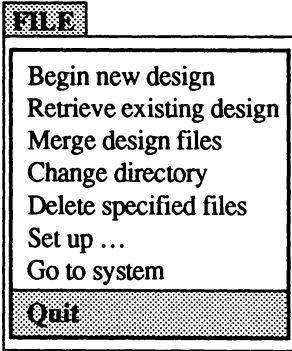 FILE
Begin new design
Retrieve existing design
Merge design files
Change directory
Delete specified files
Set up ...
Go to system
Quit